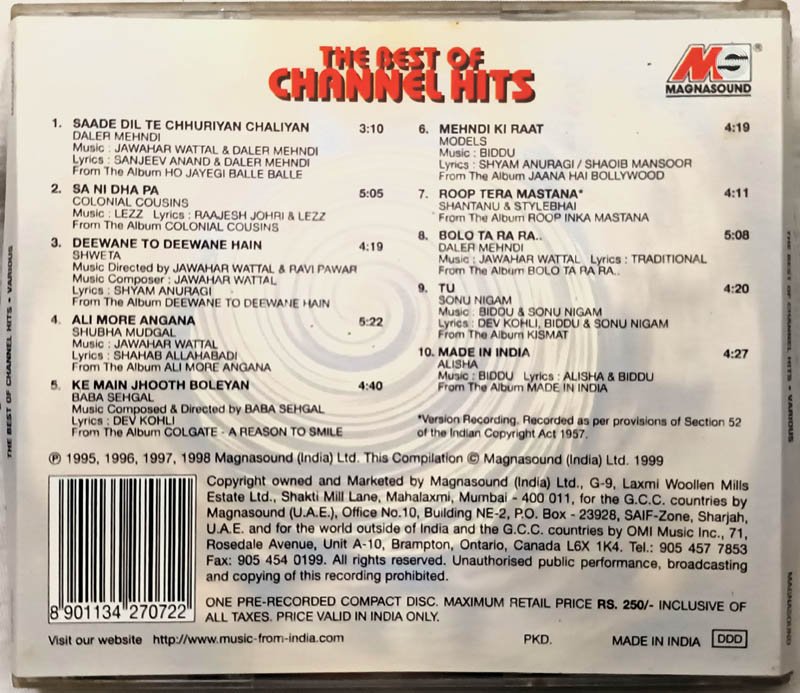 THE BEST OF
CHANNEL HITS
MS®
MAGNASOUND
1. SAADE DIL TE CHHURIYAN CHALIYAN 3:10
DALER MEHNDI
Music : JAWAHAR WATTAL & DALER MEHNDI
Lyrics : SANJEEV ANAND & DALER MEHNDI
From The Album HO JAYEGI BALLE BALLE
2. SA NI DHA PA 5:05
COLONIAL COUSINS
Music : LEZZ Lyrics : RAAJESH JOHRI & LEZZ
From The Album COLONIAL COUSINS
3. DEEWANE TO DEEWANE HAIN 4:19
SHWETA
Music Directed by JAWAHAR WATTAL & RAVI PAWAR
Music Composer : JAWAHAR WATTAL
Lyrics : SHYAM ANURAGI
From The Album DEEWANE TO DEEWANE HAIN
4. ALI MORE ANGANA 5:22
SHUBHA MUDGAL
Music : JAWAHAR WATTAL
Lyrics : SHAHAB ALLAHABADI
From The Album ALI MORE ANGANA
5. KE MAIN JHOOTH BOLEYAN 4:40
BABA SEHGAL
Music Composed & Directed by BABA SEHGAL
Lyrics : DEV KOHLI
From The Album COLGATE - A REASON TO SMILE
6. MEHNDI KI RAAT 4:19
MODELS
Music : BIDDU
Lyrics : SHYAM ANURAGI / SHAOIB MANSOOR
From The Album JAANA HAI BOLLYWOOD
7. ROOP TERA MASTANA* 4:11
SHANTANU & STYLEBHAI
From The Album ROOP INKA MASTANA
8. BOLO TA RA RA.. 5:08
DALER MEHNDI
Music : JAWAHAR WATTAL Lyrics : TRADITIONAL
From The Album BOLO TA RA RA..
9. TU 4:20
SONU NIGAM
Music : BIDDU & SONU NIGAM
Lyrics : DEV KOHLI, BIDDU & SONU NIGAM
From The Album KISMAT
10. MADE IN INDIA 4:27
ALISHA
Music : BIDDU Lyrics : ALISHA & BIDDU
From The Album MADE IN INDIA
*Version Recording. Recorded as per provisions of Section 52
of the Indian Copyright Act 1957.
℗ 1995, 1996, 1997, 1998 Magnasound (India) Ltd. This Compilation © Magnasound (India) Ltd. 1999
Copyright owned and Marketed by Magnasound (India) Ltd., G-9, Laxmi Woollen Mills
Estate Ltd., Shakti Mill Lane, Mahalaxmi, Mumbai - 400 011, for the G.C.C. countries by
Magnasound (U.A.E.), Office No.10, Building NE-2, P.O. Box - 23928, SAIF-Zone, Sharjah,
U.A.E. and for the world outside of India and the G.C.C. countries by OMI Music Inc., 71,
Rosedale Avenue, Unit A-10, Brampton, Ontario, Canada L6X 1K4. Tel.: 905 457 7853
Fax: 905 454 0199. All rights reserved. Unauthorised public performance, broadcasting
and copying of this recording prohibited.
8 901134 270722
ONE PRE-RECORDED COMPACT DISC. MAXIMUM RETAIL PRICE RS. 250/- INCLUSIVE OF
ALL TAXES. PRICE VALID IN INDIA ONLY.
Visit our website http://www.music-from-india.com PKD. MADE IN INDIA DDD
THE BEST OF CHANNEL HITS • VARIOUS
THE BEST OF CHANNEL HITS • VARIOUS
MAGNASOUND